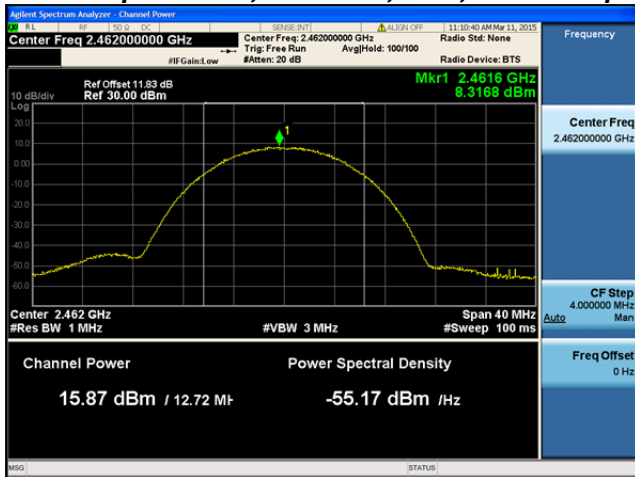 Agilent Spectrum Analyzer - Channel Power
RL RF 50 Ω DC SENSE:INT ALIGN OFF 11:10:40 AM Mar 11, 2015
Center Freq 2.462000000 GHz
Center Freq: 2.462000000 GHz Radio Std: None
Trig: Free Run Avg|Hold: 100/100
#IFGain:Low #Atten: 20 dB Radio Device: BTS
Mkr1 2.4616 GHz
8.3168 dBm
Ref Offset 11.83 dB
10 dB/div Ref 30.00 dBm
Log
20.0
10.0
0.00
-10.0
-20.0
-30.0
-40.0
-50.0
-60.0
1
Center 2.462 GHz Span 40 MHz
#Res BW 1 MHz #VBW 3 MHz #Sweep 100 ms
Channel Power Power Spectral Density
15.87 dBm / 12.72 MH -55.17 dBm /Hz
MSG STATUS
Frequency
Center Freq
2.462000000 GHz
CF Step
4.000000 MHz
Auto Man
Freq Offset
0 Hz